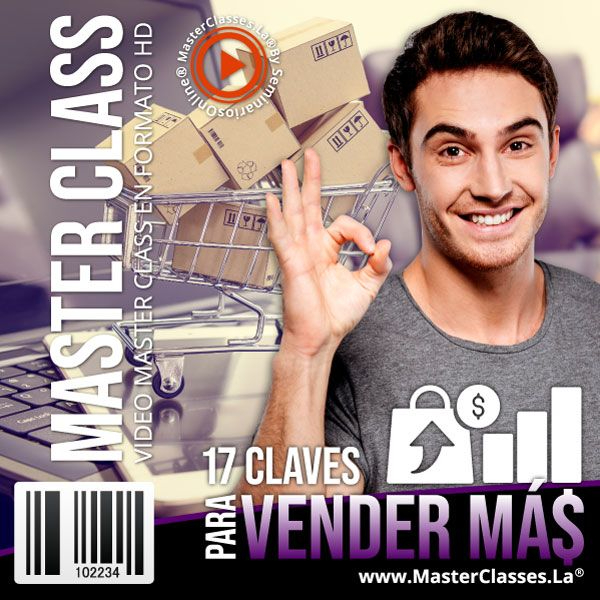 MASTER CLASS
VIDEO MASTER CLASS EN FORMATO HD
MasterClasses.La® By SeminariosOnline®
$
17 CLAVES
PARA
VENDER MÁ$
102234
www.MasterClasses.La®